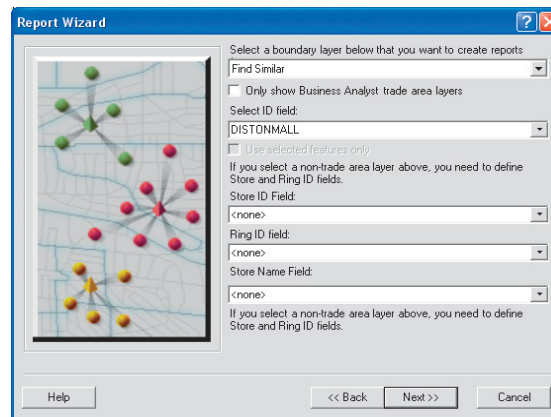 Report Wizard
Select a boundary layer below that you want to create reports
Find Similar
Only show Business Analyst trade area layers
Select ID field:
DISTONMALL
Use selected features only
If you select a non-trade area layer above, you need to define
Store and Ring ID fields.
Store ID Field:
<none>
Ring ID field:
<none>
Store Name Field:
<none>
If you select a non-trade area layer above, you need to define
Store and Ring ID fields.
Help
<< Back
Next >>
Cancel